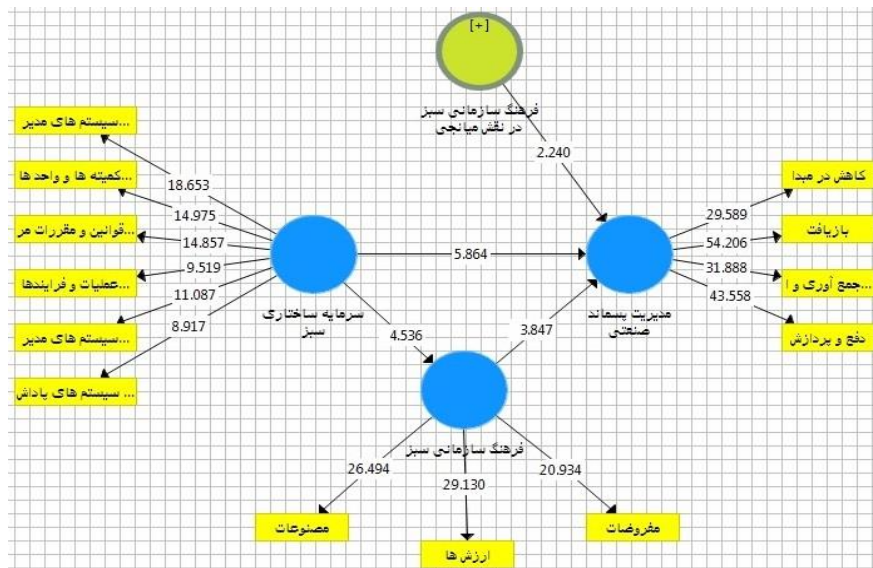 [+]
فرهنگ سازمانی سبز
در نقش میانجی
2.240
سیستم های مدیر...
کمیته ها و واحد ها...
قوانین و مقررات مر...
عملیات و فرایندها...
سیستم های مدیر...
سیستم های پاداش ...
18.653
14.975
14.857
9.519
11.087
8.917
سرمایه ساختاری
سبز
5.864
4.536
3.847
مدیریت پسماند
صنعتی
29.589
54.206
31.888
43.558
کاهش در مبدا
بازیافت
جمع آوری و ا...
دفع و پردازش
فرهنگ سازمانی سبز
26.494
29.130
20.934
مصنوعات
ارزش ها
مفروضات